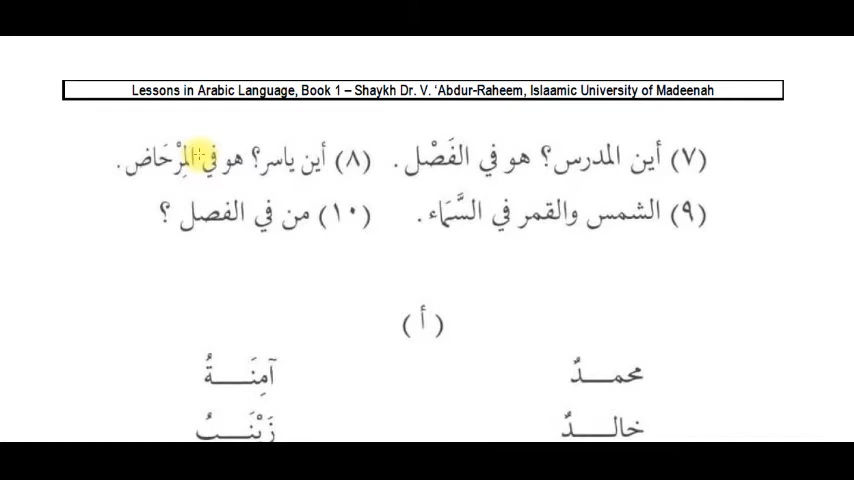 Lessons in Arabic Language, Book 1 – Shaykh Dr. V. ‘Abdur-Raheem, Islaamic University of Madeenah
(٧) أين المدرس؟ هو في الفَصْل. (٨) أين ياسر؟ هو في المِرْحَاض.
(٩) الشمس والقمر في السَّمَاء. (١٠) من في الفصل ؟
(أ)
محمـــدٌ آمِنَـــةُ
خالـــدٌ زَيْنَـــبُ